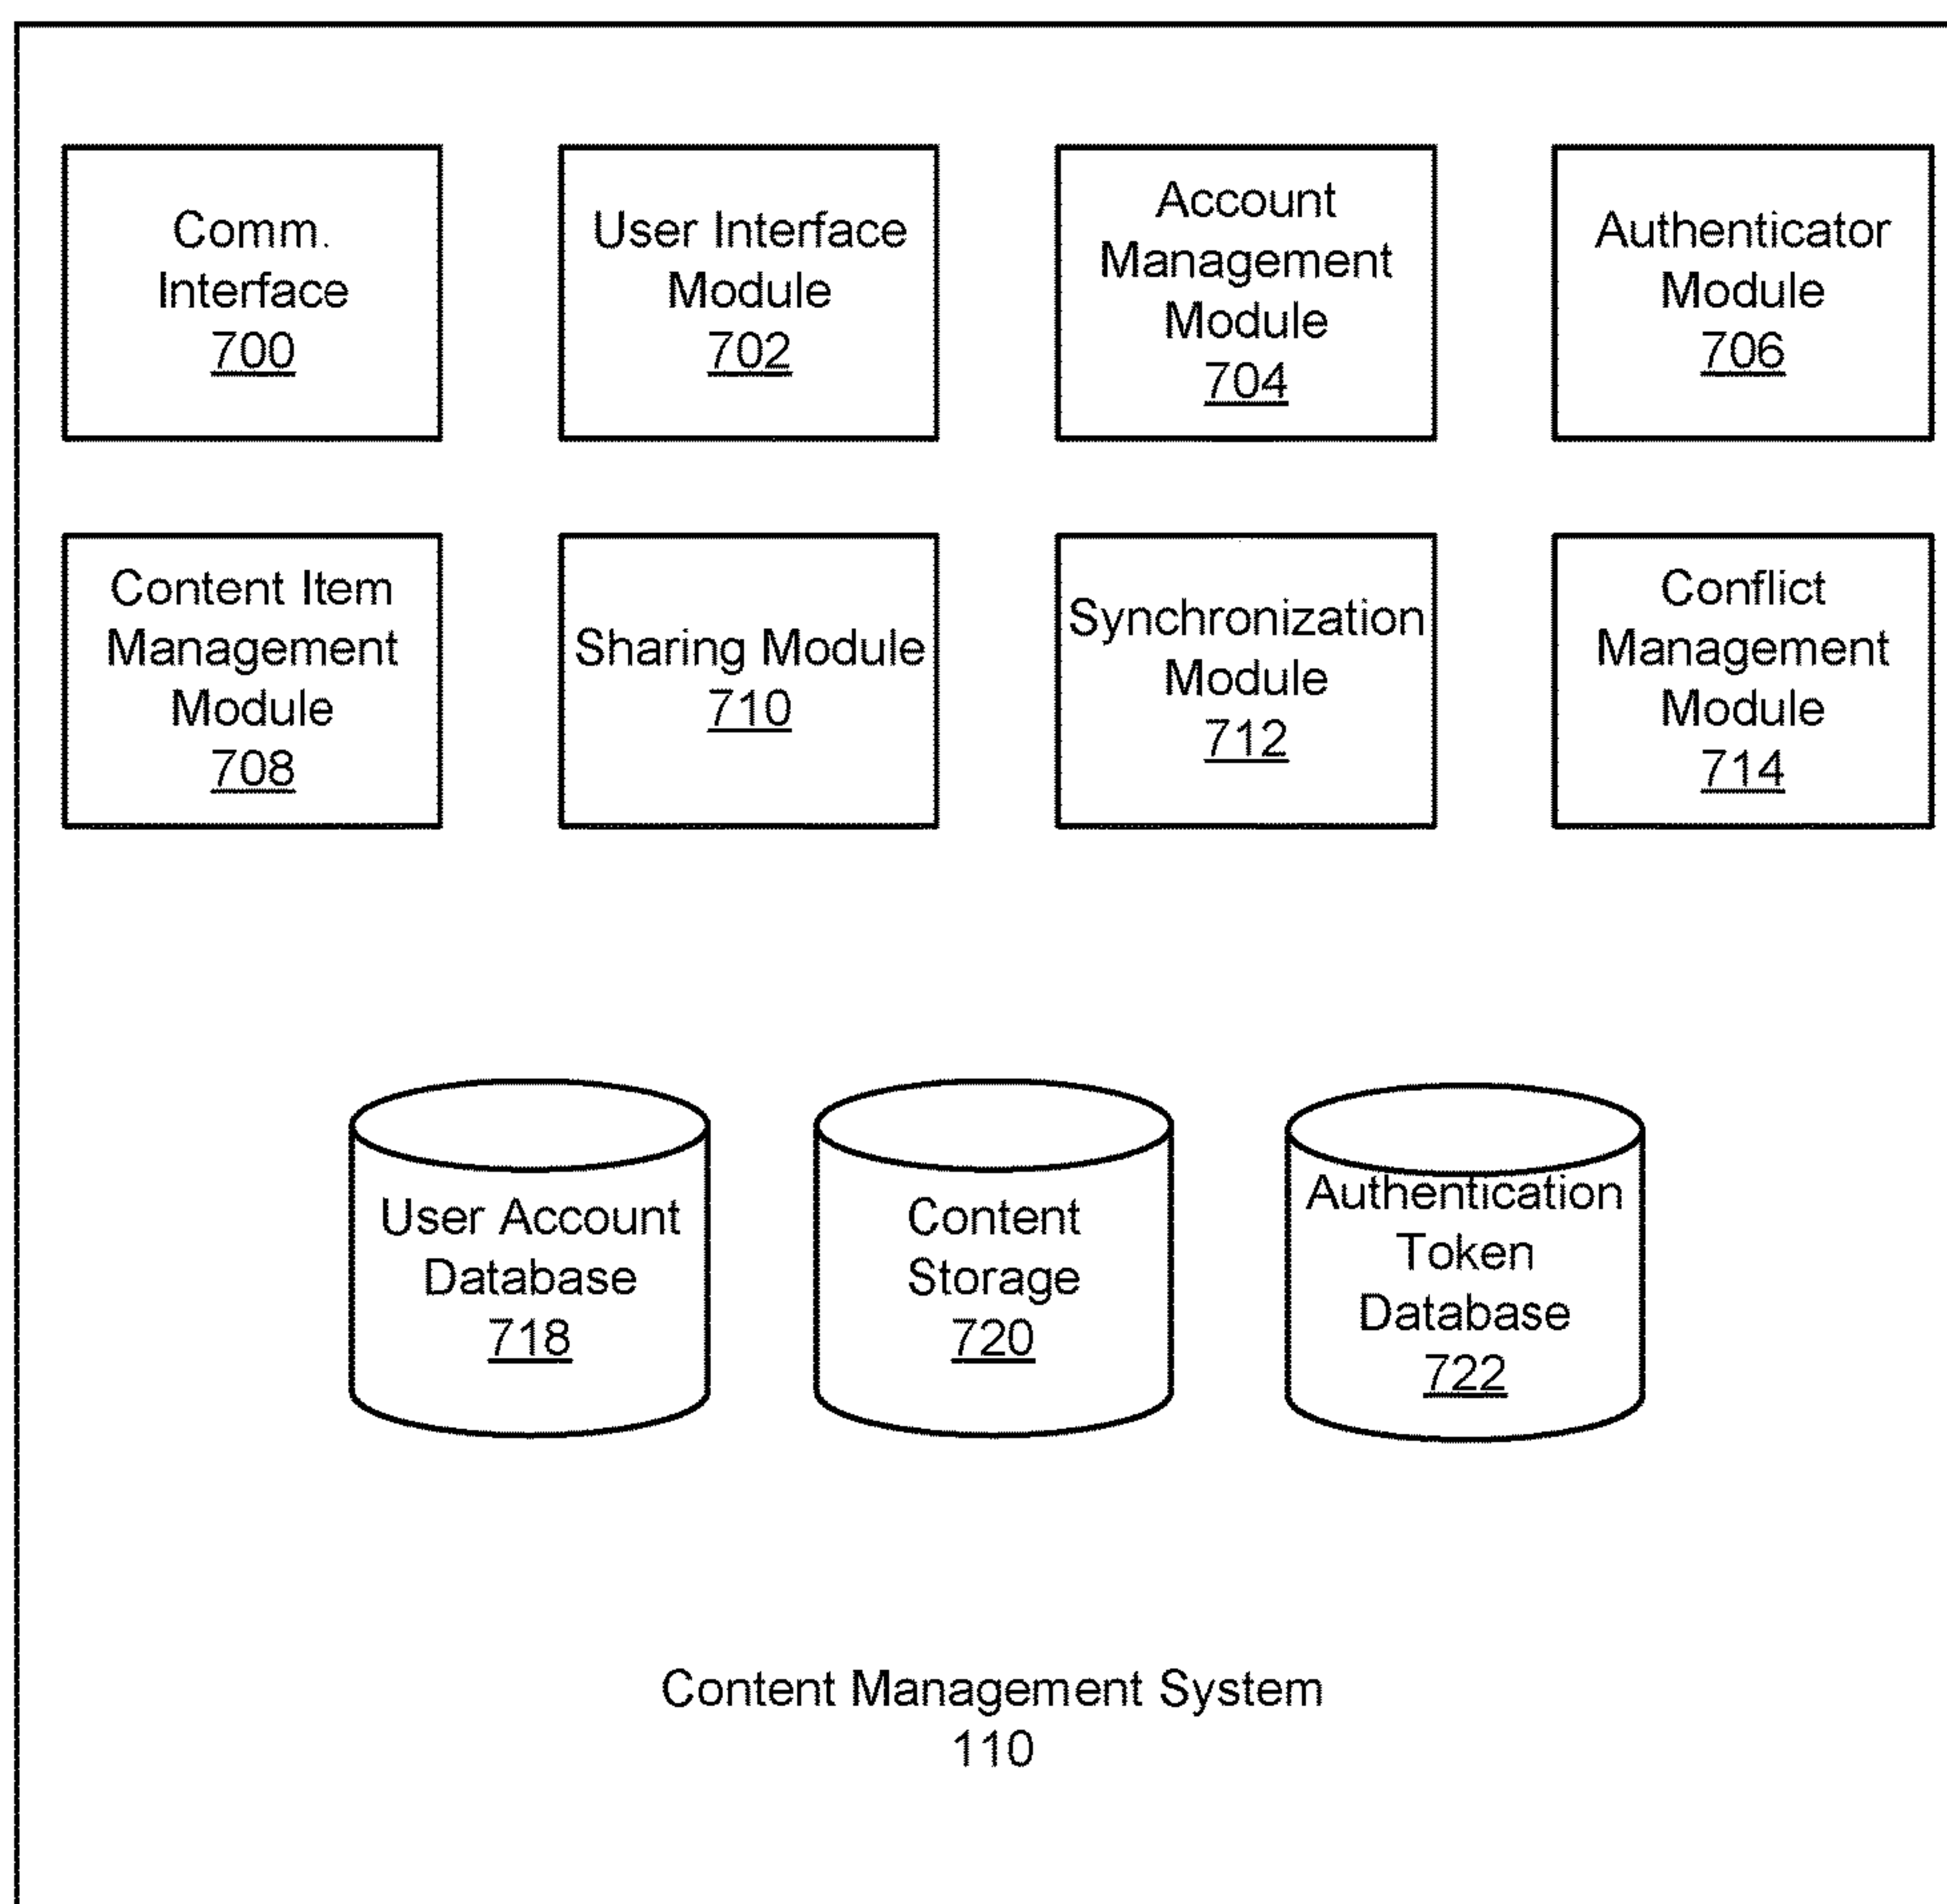 Comm.
Interface
700
User Interface
Module
702
Account
Management
Module
704
Authenticator
Module
706
Content Item
Management
Module
708
Sharing Module
710
Synchronization
Module
712
Conflict
Management
Module
714
User Account
Database
718
Content
Storage
720
Authentication
Token
Database
722
Content Management System
110